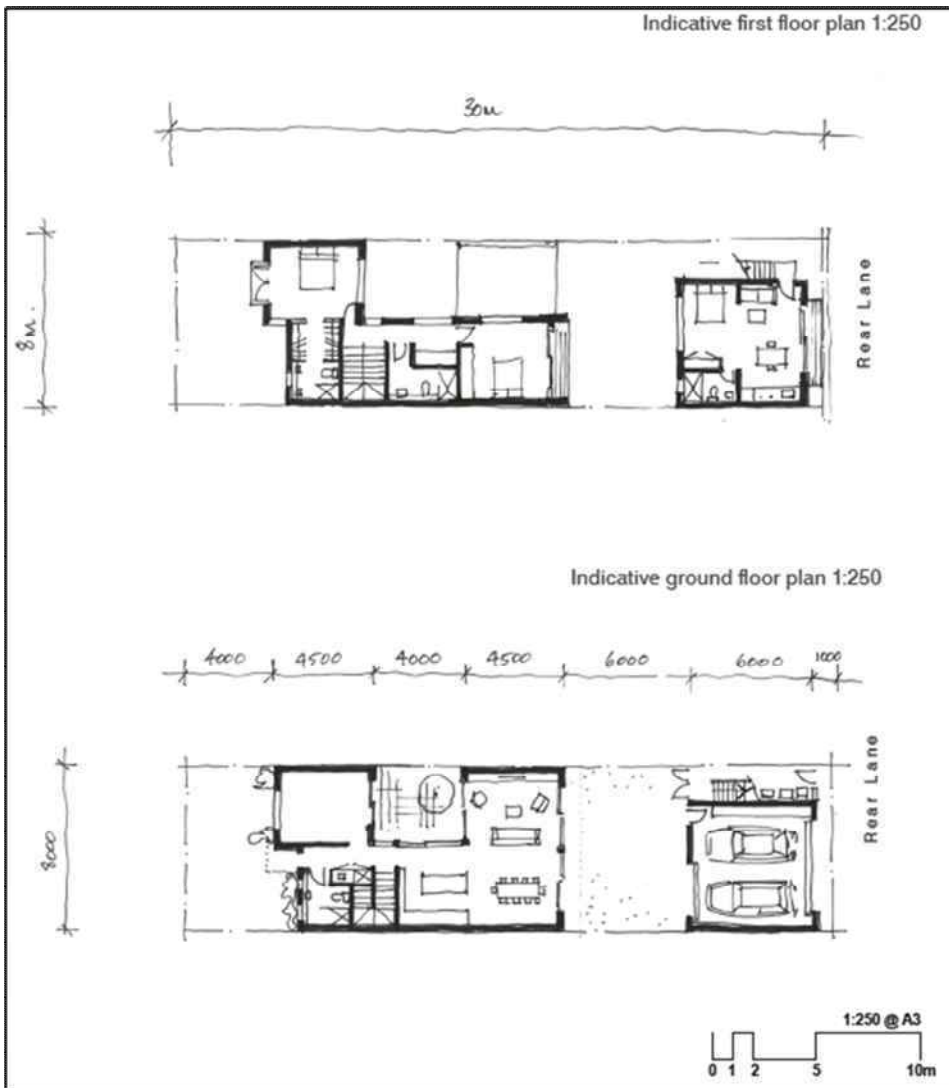 Indicative first floor plan 1:250
30m
8m.
Rear Lane
Indicative ground floor plan 1:250
4000 4500 4000 4500 6000 6000 1000
8000
Rear Lane
1:250 @ A3
0 1 2 5 10m